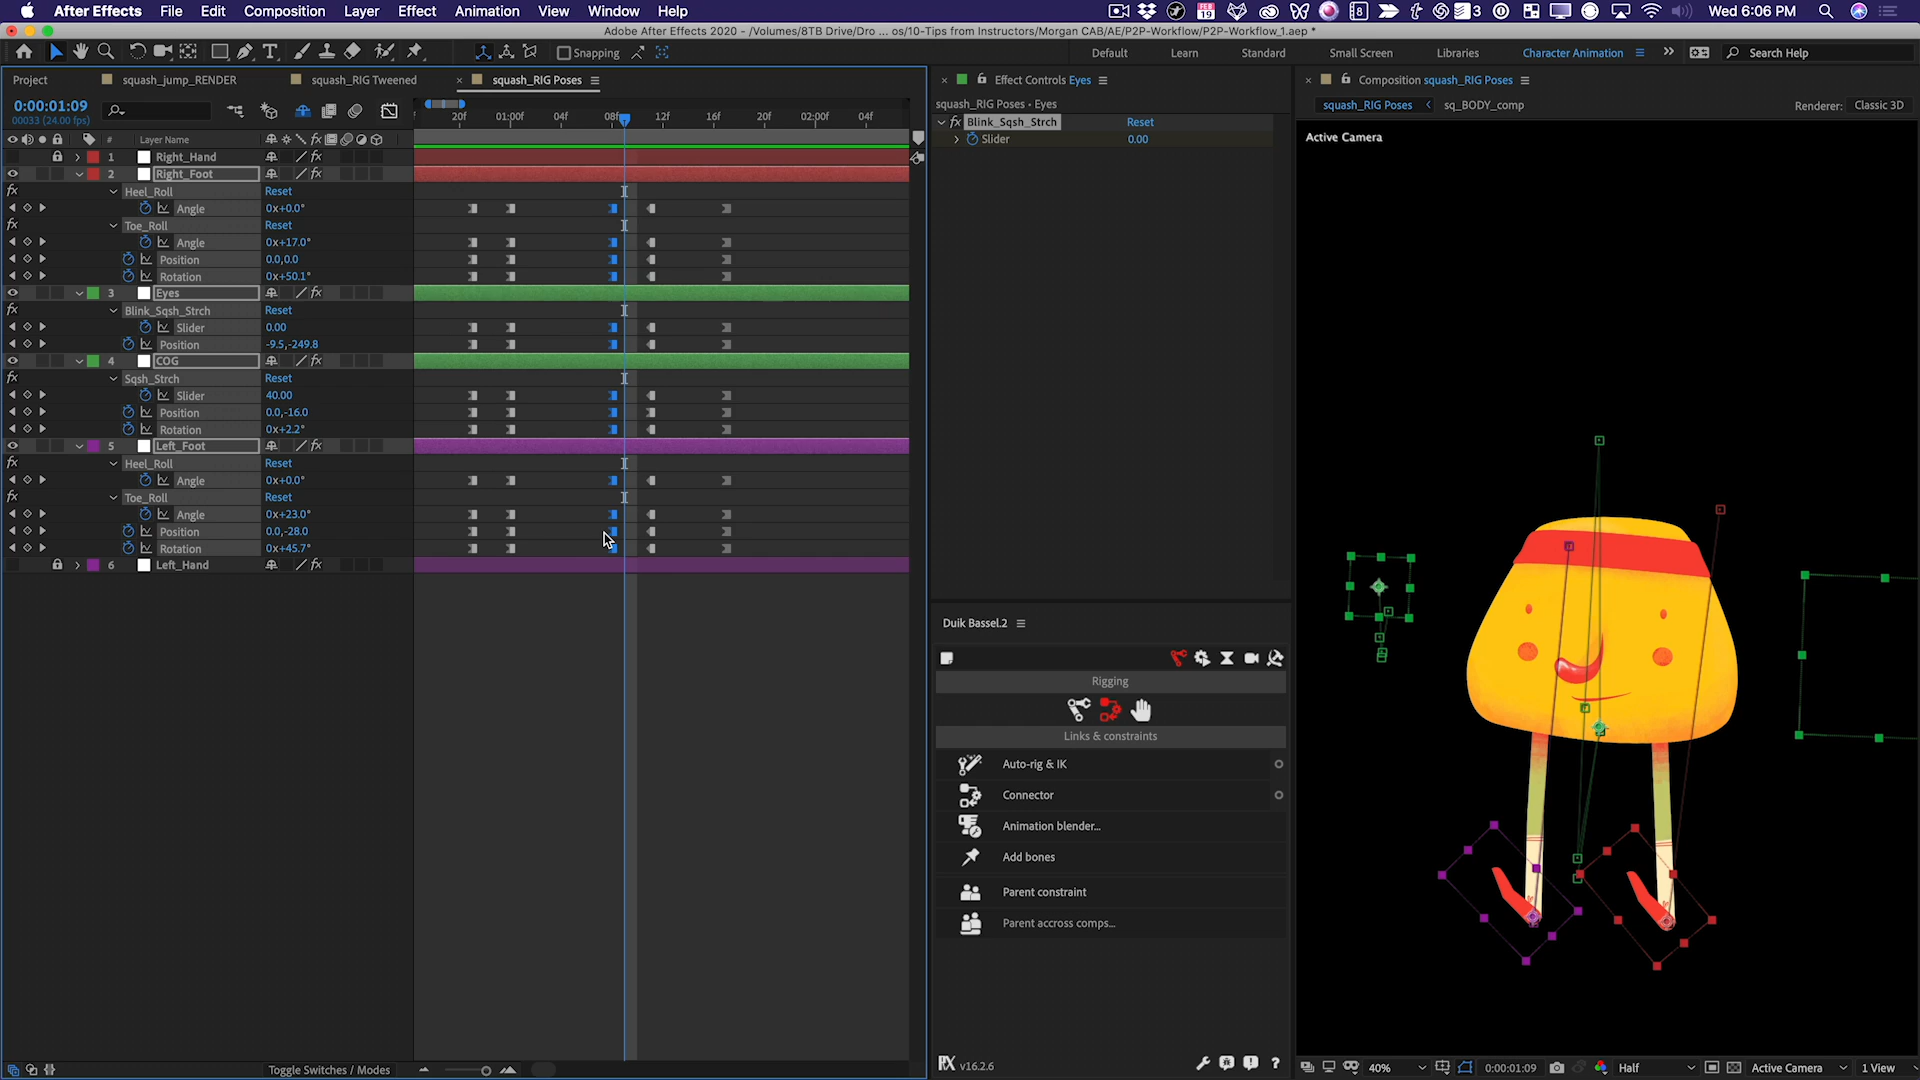 After Effects File Edit Composition Layer Effect Animation View Window Help
Wed 6:06 PM
Adobe After Effects 2020 - /Volumes/8TB Drive/Dro ... os/10-Tips from Instructors/Morgan CAB/AE/P2P-Workflow/P2P-Workflow_1.aep *
Snapping
Default Learn Standard Small Screen Libraries Character Animation Search Help
Project squash_jump_RENDER squash_RIG Tweened squash_RIG Poses
Effect Controls Eyes
Composition squash_RIG Poses
0:00:01:09
00033 (24.00 fps)
20f 01:00f 04f 08f 12f 16f 20f 02:00f 04f
squash_RIG Poses • Eyes
squash_RIG Poses sq_BODY_comp
Renderer: Classic 3D
Blink_Sqsh_Strch Reset
Slider 0.00
Active Camera
# Layer Name
1 Right_Hand
2 Right_Foot
Heel_Roll Reset
Angle 0x+0.0°
Toe_Roll Reset
Angle 0x+17.0°
Position 0.0,0.0
Rotation 0x+50.1°
3 Eyes
Blink_Sqsh_Strch Reset
Slider 0.00
Position -9.5,-249.8
4 COG
Sqsh_Strch Reset
Slider 40.00
Position 0.0,-16.0
Rotation 0x+2.2°
5 Left_Foot
Heel_Roll Reset
Angle 0x+0.0°
Toe_Roll Reset
Angle 0x+23.0°
Position 0.0,-28.0
Rotation 0x+45.7°
6 Left_Hand
Duik Bassel.2
Rigging
Links & constraints
Auto-rig & IK
Connector
Animation blender...
Add bones
Parent constraint
Parent accross comps...
v16.2.6
Toggle Switches / Modes
40% 0:00:01:09 Half Active Camera 1 View